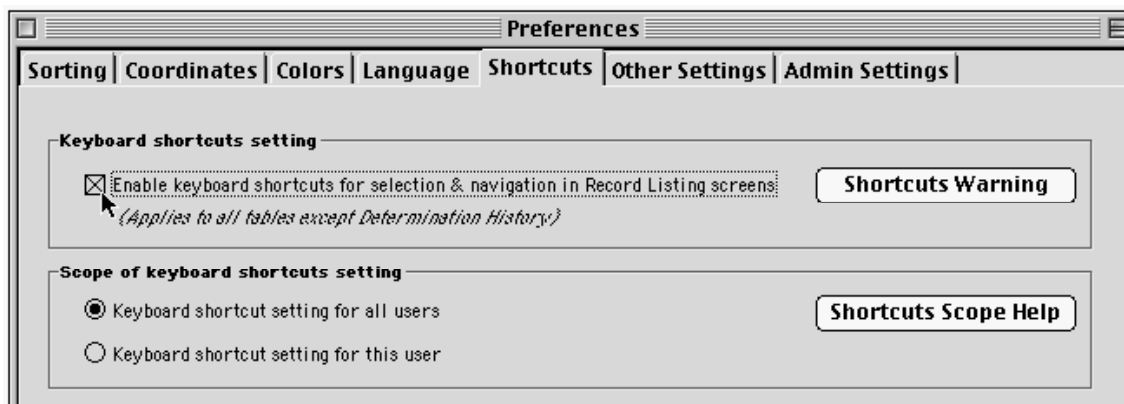 Preferences
Sorting Coordinates Colors Language Shortcuts Other Settings Admin Settings
Keyboard shortcuts setting
Enable keyboard shortcuts for selection & navigation in Record Listing screens
Shortcuts Warning
(Applies to all tables except Determination History)
Scope of keyboard shortcuts setting
Keyboard shortcut setting for all users
Shortcuts Scope Help
Keyboard shortcut setting for this user